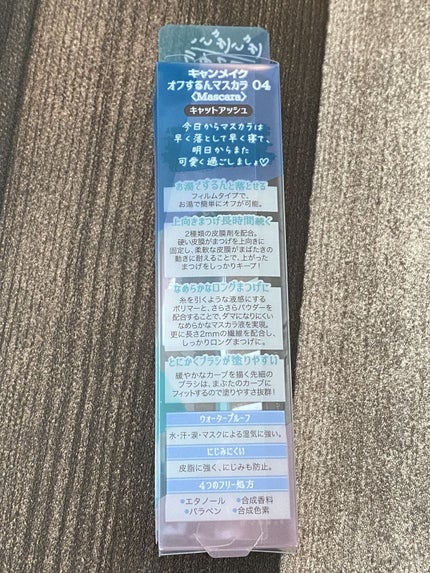 キャンメイク
オフするんマスカラ 04
〈Mascara〉
キャットアッシュ
今日からマスカラは
早く落として早く寝て、
明日からまた
可愛く過ごしましょ♡
お湯でするんと落とせる
フィルムタイプで、
お湯で簡単にオフが可能。
上向きまつげ長時間続く
2種類の皮膜剤を配合。
硬い皮膜がまつげを上向きに
固定し、柔軟な皮膜がまばたきの
動きに耐えることで、上がった
まつげをしっかりキープ!
なめらかなロングまつげに
糸を引くような液感にする
ポリマーと、さらさらパウダーを
配合することで、ダマになりにくい
なめらかなマスカラ液を実現。
更に長さ2mmの繊維を配合し、
しっかりロングまつげに。
とにかくブラシが塗りやすい
緩やかなカーブを描く先細の
ブラシは、まぶたのカーブに
フィットするので塗りやすさ抜群!
ウォータープルーフ
水・汗・涙・マスクによる湿気に強い。
にじみにくい
皮脂に強く、にじみも防止。
4つのフリー処方
•エタノール •合成香料
•パラベン •合成色素